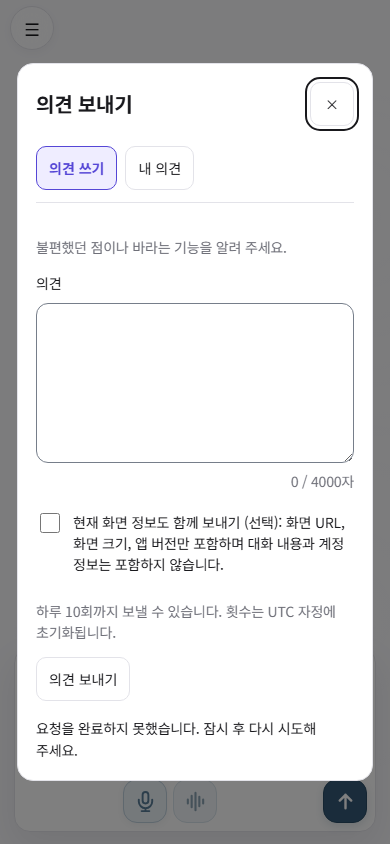 의견 보내기
의견 쓰기
내 의견
불편했던 점이나 바라는 기능을 알려 주세요.
의견
0 / 4000자
현재 화면 정보도 함께 보내기 (선택): 화면 URL,
화면 크기, 앱 버전만 포함하며 대화 내용과 계정
정보는 포함하지 않습니다.
하루 10회까지 보낼 수 있습니다. 횟수는 UTC 자정에
초기화됩니다.
의견 보내기
요청을 완료하지 못했습니다. 잠시 후 다시 시도해
주세요.